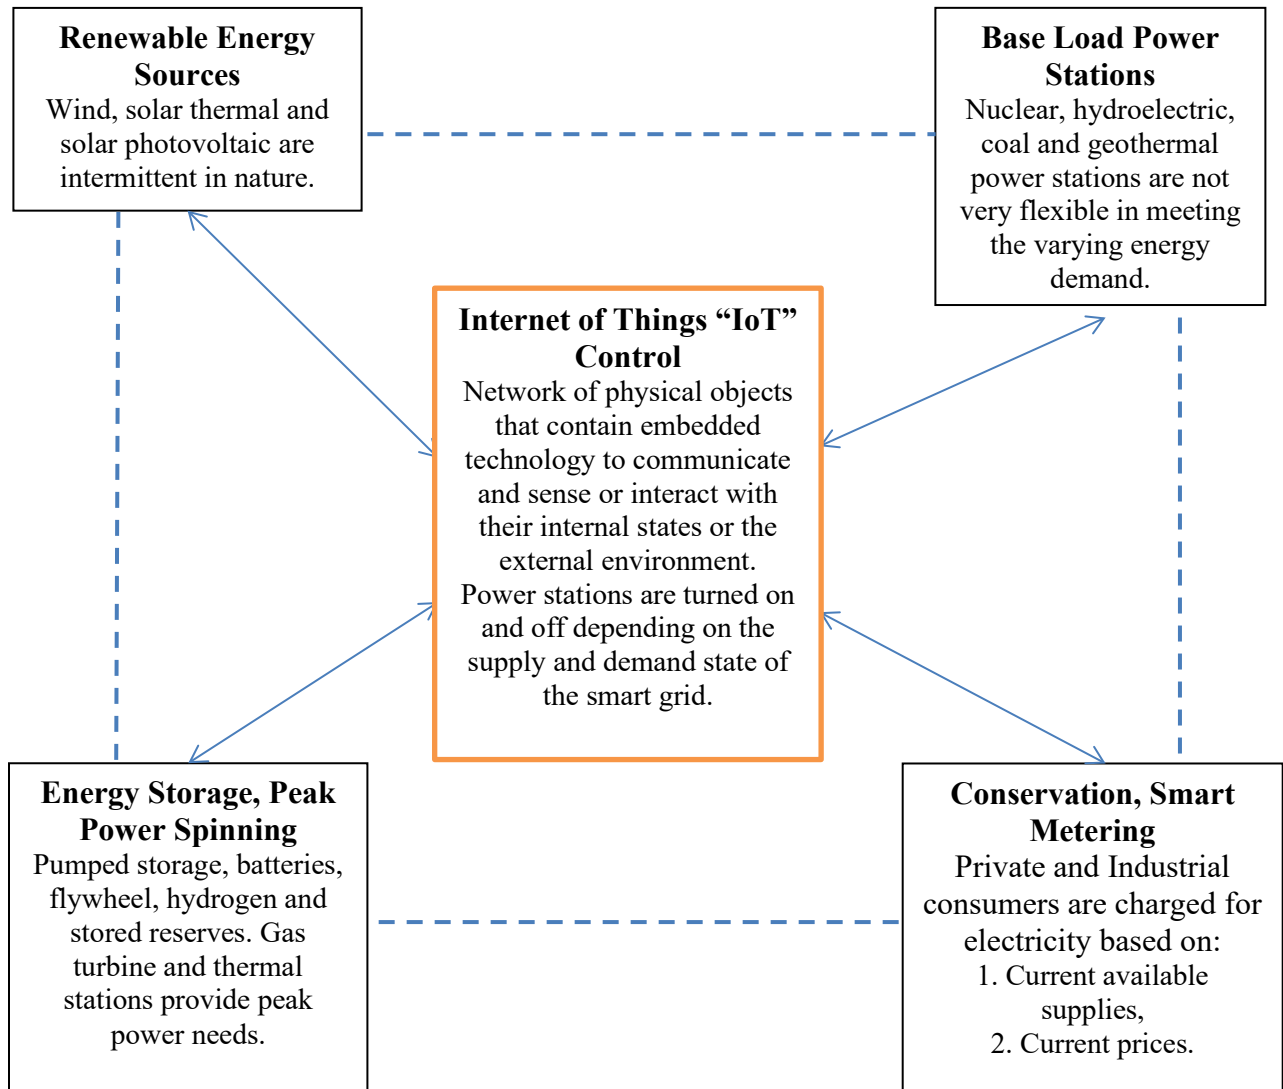 Renewable Energy
Sources
Wind, solar thermal and
solar photovoltaic are
intermittent in nature.
Base Load Power
Stations
Nuclear, hydroelectric,
coal and geothermal
power stations are not
very flexible in meeting
the varying energy
demand.
Internet of Things “IoT”
Control
Network of physical objects
that contain embedded
technology to communicate
and sense or interact with
their internal states or the
external environment.
Power stations are turned on
and off depending on the
supply and demand state of
the smart grid.
Energy Storage, Peak
Power Spinning
Pumped storage, batteries,
flywheel, hydrogen and
stored reserves. Gas
turbine and thermal
stations provide peak
power needs.
Conservation, Smart
Metering
Private and Industrial
consumers are charged for
electricity based on:
1. Current available
supplies,
2. Current prices.